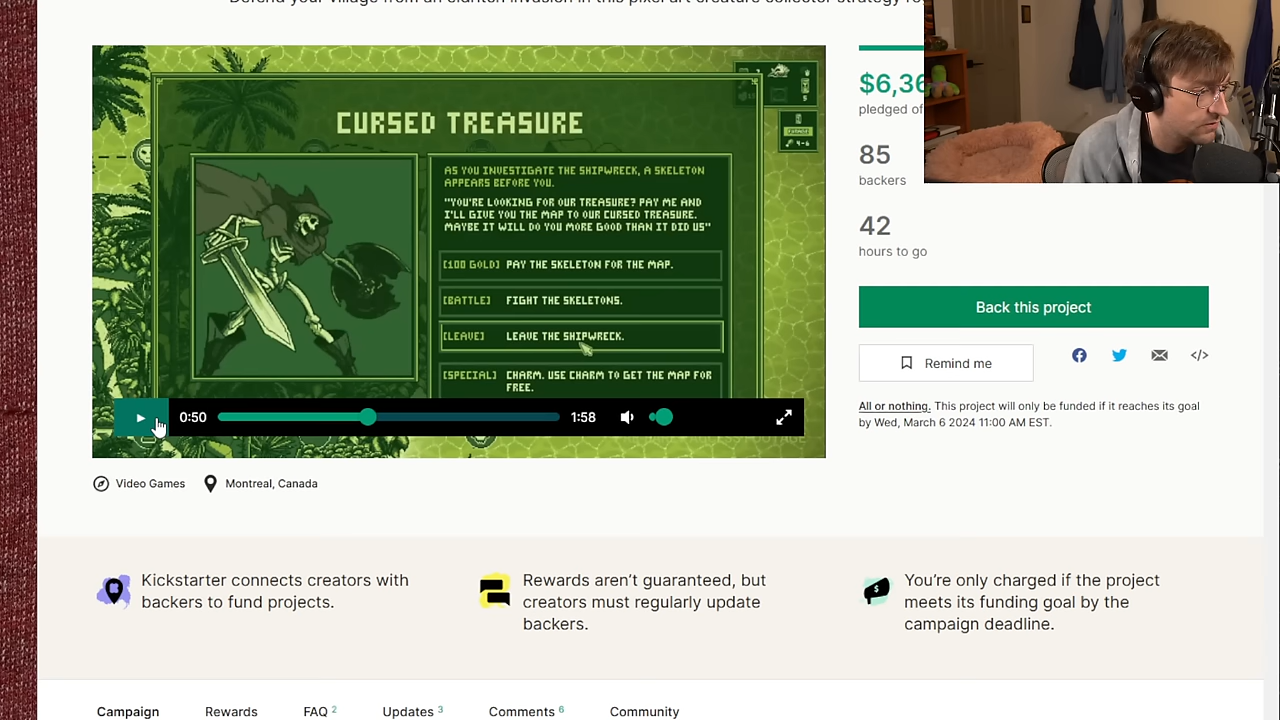 CURSED TREASURE
AS YOU INVESTIGATE THE SHIPWRECK, A SKELETON
APPEARS BEFORE YOU.
"YOU'RE LOOKING FOR OUR TREASURE? PAY ME AND
I'LL GIVE YOU THE MAP TO OUR CURSED TREASURE.
MAYBE IT WILL DO YOU MORE GOOD THAN IT DID US"
[100 GOLD] PAY THE SKELETON FOR THE MAP.
[BATTLE] FIGHT THE SKELETONS.
[LEAVE] LEAVE THE SHIPWRECK.
[SPECIAL] CHARM. USE CHARM TO GET THE MAP FOR
FREE.
0:50
1:58
Video Games
Montreal, Canada
$6,36
pledged of
85
backers
42
hours to go
Back this project
Remind me
</>
All or nothing. This project will only be funded if it reaches its goal
by Wed, March 6 2024 11:00 AM EST.
Kickstarter connects creators with
backers to fund projects.
Rewards aren't guaranteed, but
creators must regularly update
backers.
You're only charged if the project
meets its funding goal by the
campaign deadline.
Campaign Rewards FAQ 2 Updates 3 Comments 6 Community